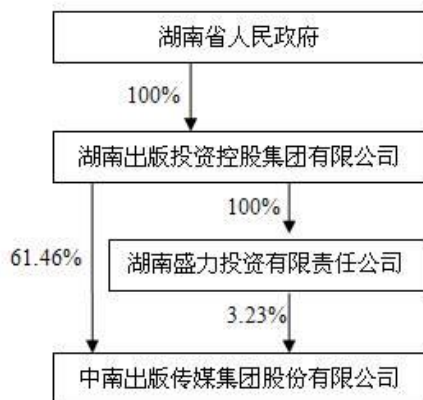 湖南省人民政府
100%
湖南出版投资控股集团有限公司
100%
61.46%
湖南盛力投资有限责任公司
3.23%
中南出版传媒集团股份有限公司